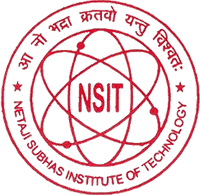 आ नो भद्रा क्रतवो यन्तु विश्वतः
NSIT
NETAJI SUBHAS INSTITUTE OF TECHNOLOGY